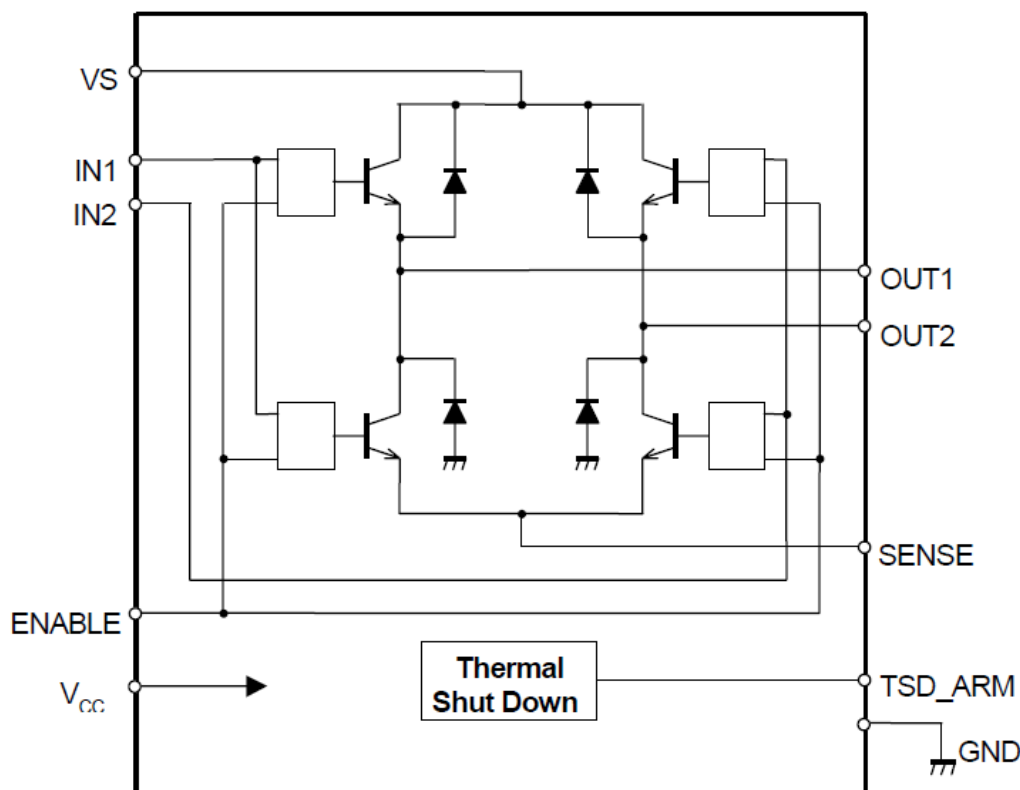 VS
IN1
IN2
OUT1
OUT2
SENSE
ENABLE
Thermal
Shut Down
VCC
TSD_ARM
GND